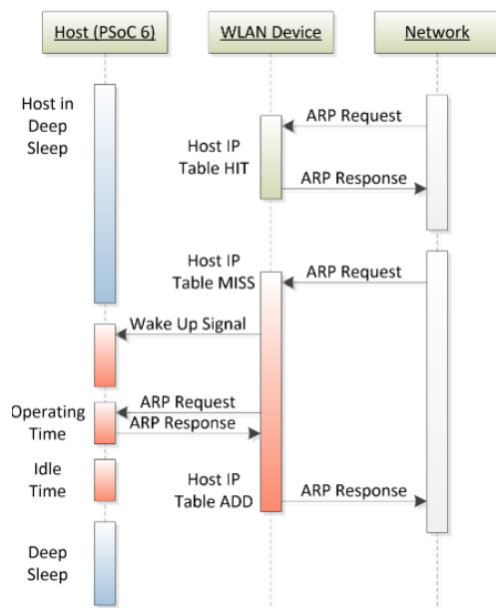 Host (PSoC 6)
WLAN Device
Network
Host in
Deep
Sleep
ARP Request
Host IP
Table HIT
ARP Response
Host IP
Table MISS
ARP Request
Wake Up Signal
ARP Request
Operating
Time
ARP Response
Idle
Time
Host IP
Table ADD
ARP Response
Deep
Sleep